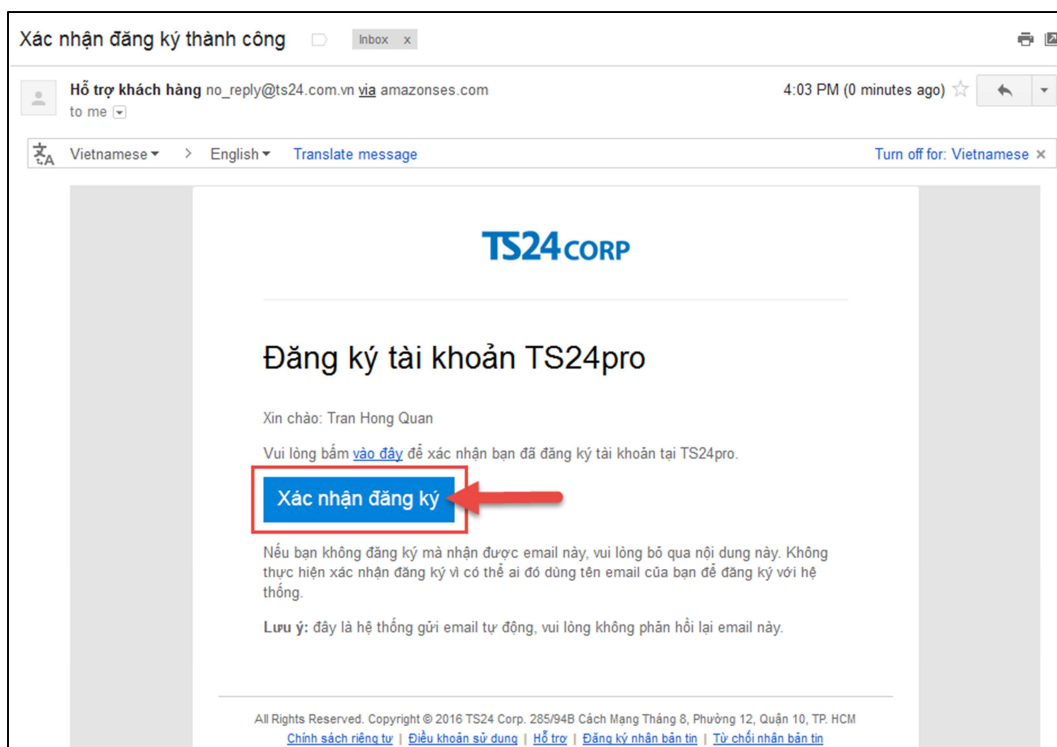 Xác nhận đăng ký thành công Inbox x
Hỗ trợ khách hàng no_reply@ts24.com.vn via amazonses.com 4:03 PM (0 minutes ago)
to me
Vietnamese > English Translate message Turn off for: Vietnamese x
TS24 CORP
Đăng ký tài khoản TS24pro
Xin chào: Tran Hong Quan
Vui lòng bấm vào đây để xác nhận bạn đã đăng ký tài khoản tại TS24pro.
Xác nhận đăng ký
Nếu bạn không đăng ký mà nhận được email này, vui lòng bỏ qua nội dung này. Không
thực hiện xác nhận đăng ký vì có thể ai đó dùng tên email của bạn để đăng ký với hệ
thống.
Lưu ý: đây là hệ thống gửi email tự động, vui lòng không phản hồi lại email này.
All Rights Reserved. Copyright © 2016 TS24 Corp. 285/94B Cách Mạng Tháng 8, Phường 12, Quận 10, TP. HCM
Chính sách riêng tư | Điều khoản sử dụng | Hỗ trợ | Đăng ký nhận bản tin | Từ chối nhận bản tin